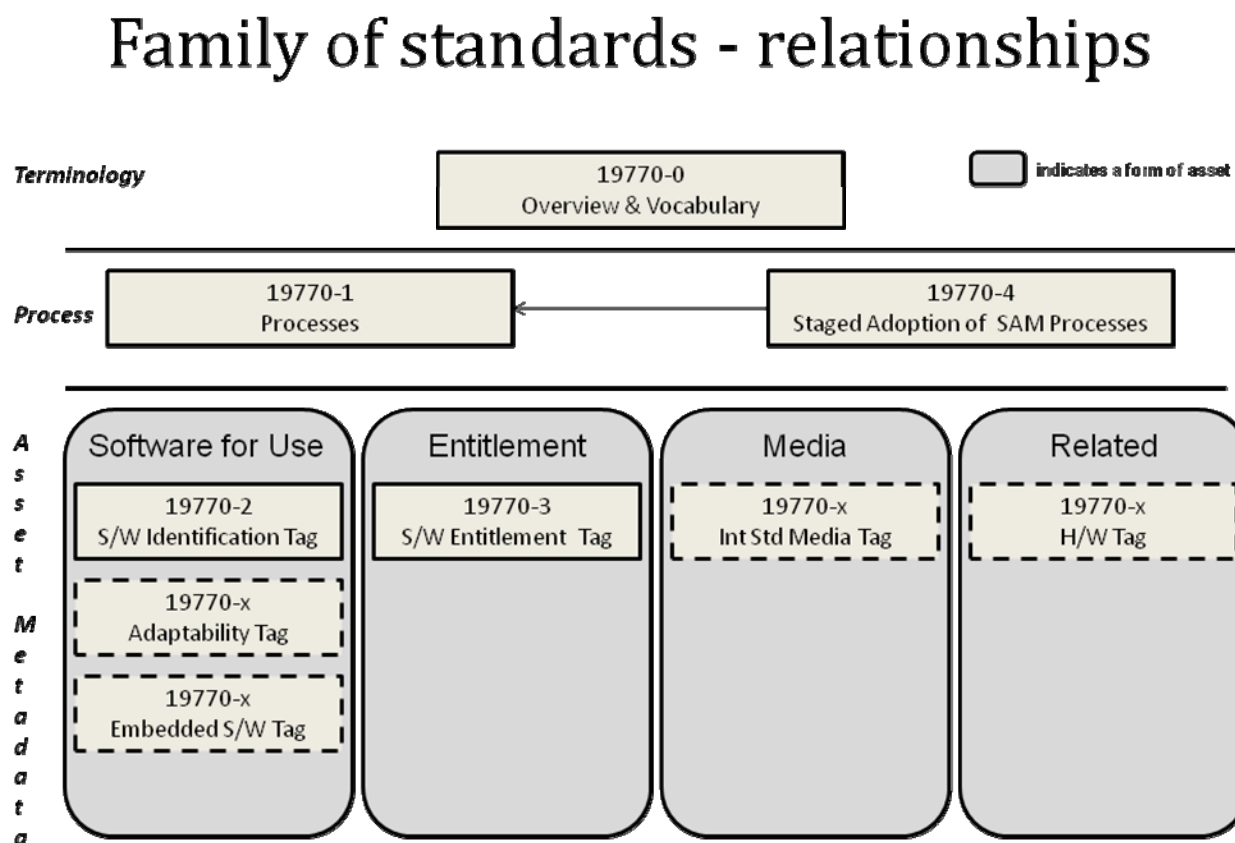 Family of standards - relationships
Terminology
19770-0
Overview & Vocabulary
indicates a form of asset
Process
19770-1
Processes
19770-4
Staged Adoption of SAM Processes
Asset Metadata
Software for Use
19770-2
S/W Identification Tag
19770-x
Adaptability Tag
19770-x
Embedded S/W Tag
Entitlement
19770-3
S/W Entitlement Tag
Media
19770-x
Int Std Media Tag
Related
19770-x
H/W Tag